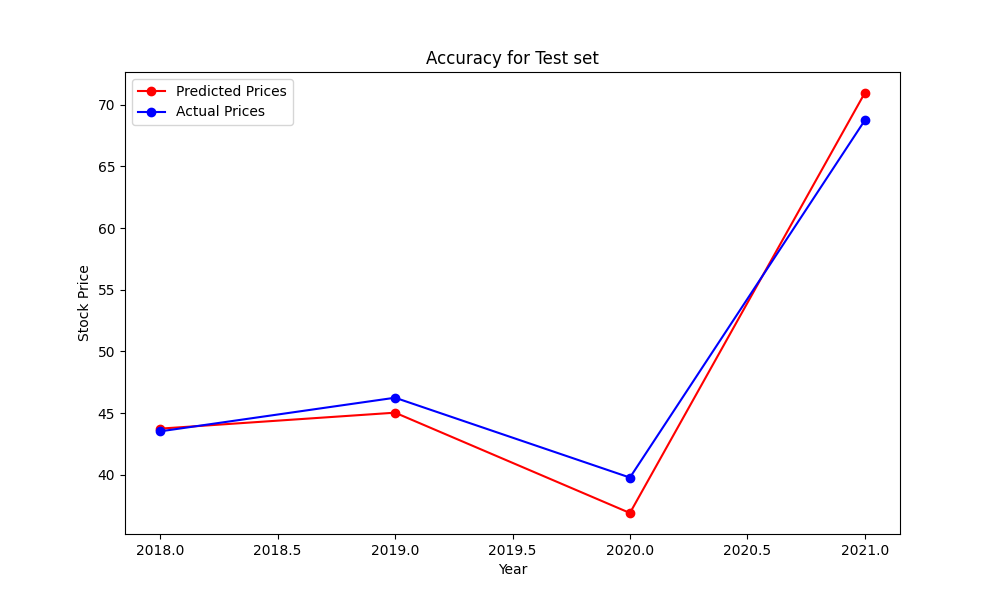 Accuracy for Test set
Predicted Prices
Actual Prices
70
65
60
55
50
45
40
Stock Price
2018.0 2018.5 2019.0 2019.5 2020.0 2020.5 2021.0
Year